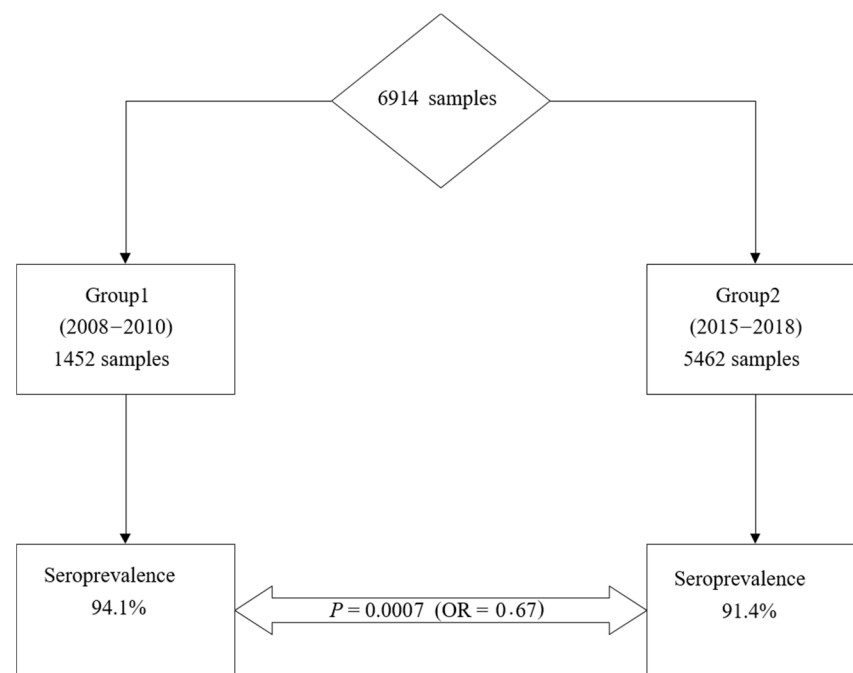 6914 samples
Group1
(2008−2010)
1452 samples
Group2
(2015−2018)
5462 samples
Seroprevalence
94.1%
P = 0.0007 (OR = 0.67)
Seroprevalence
91.4%